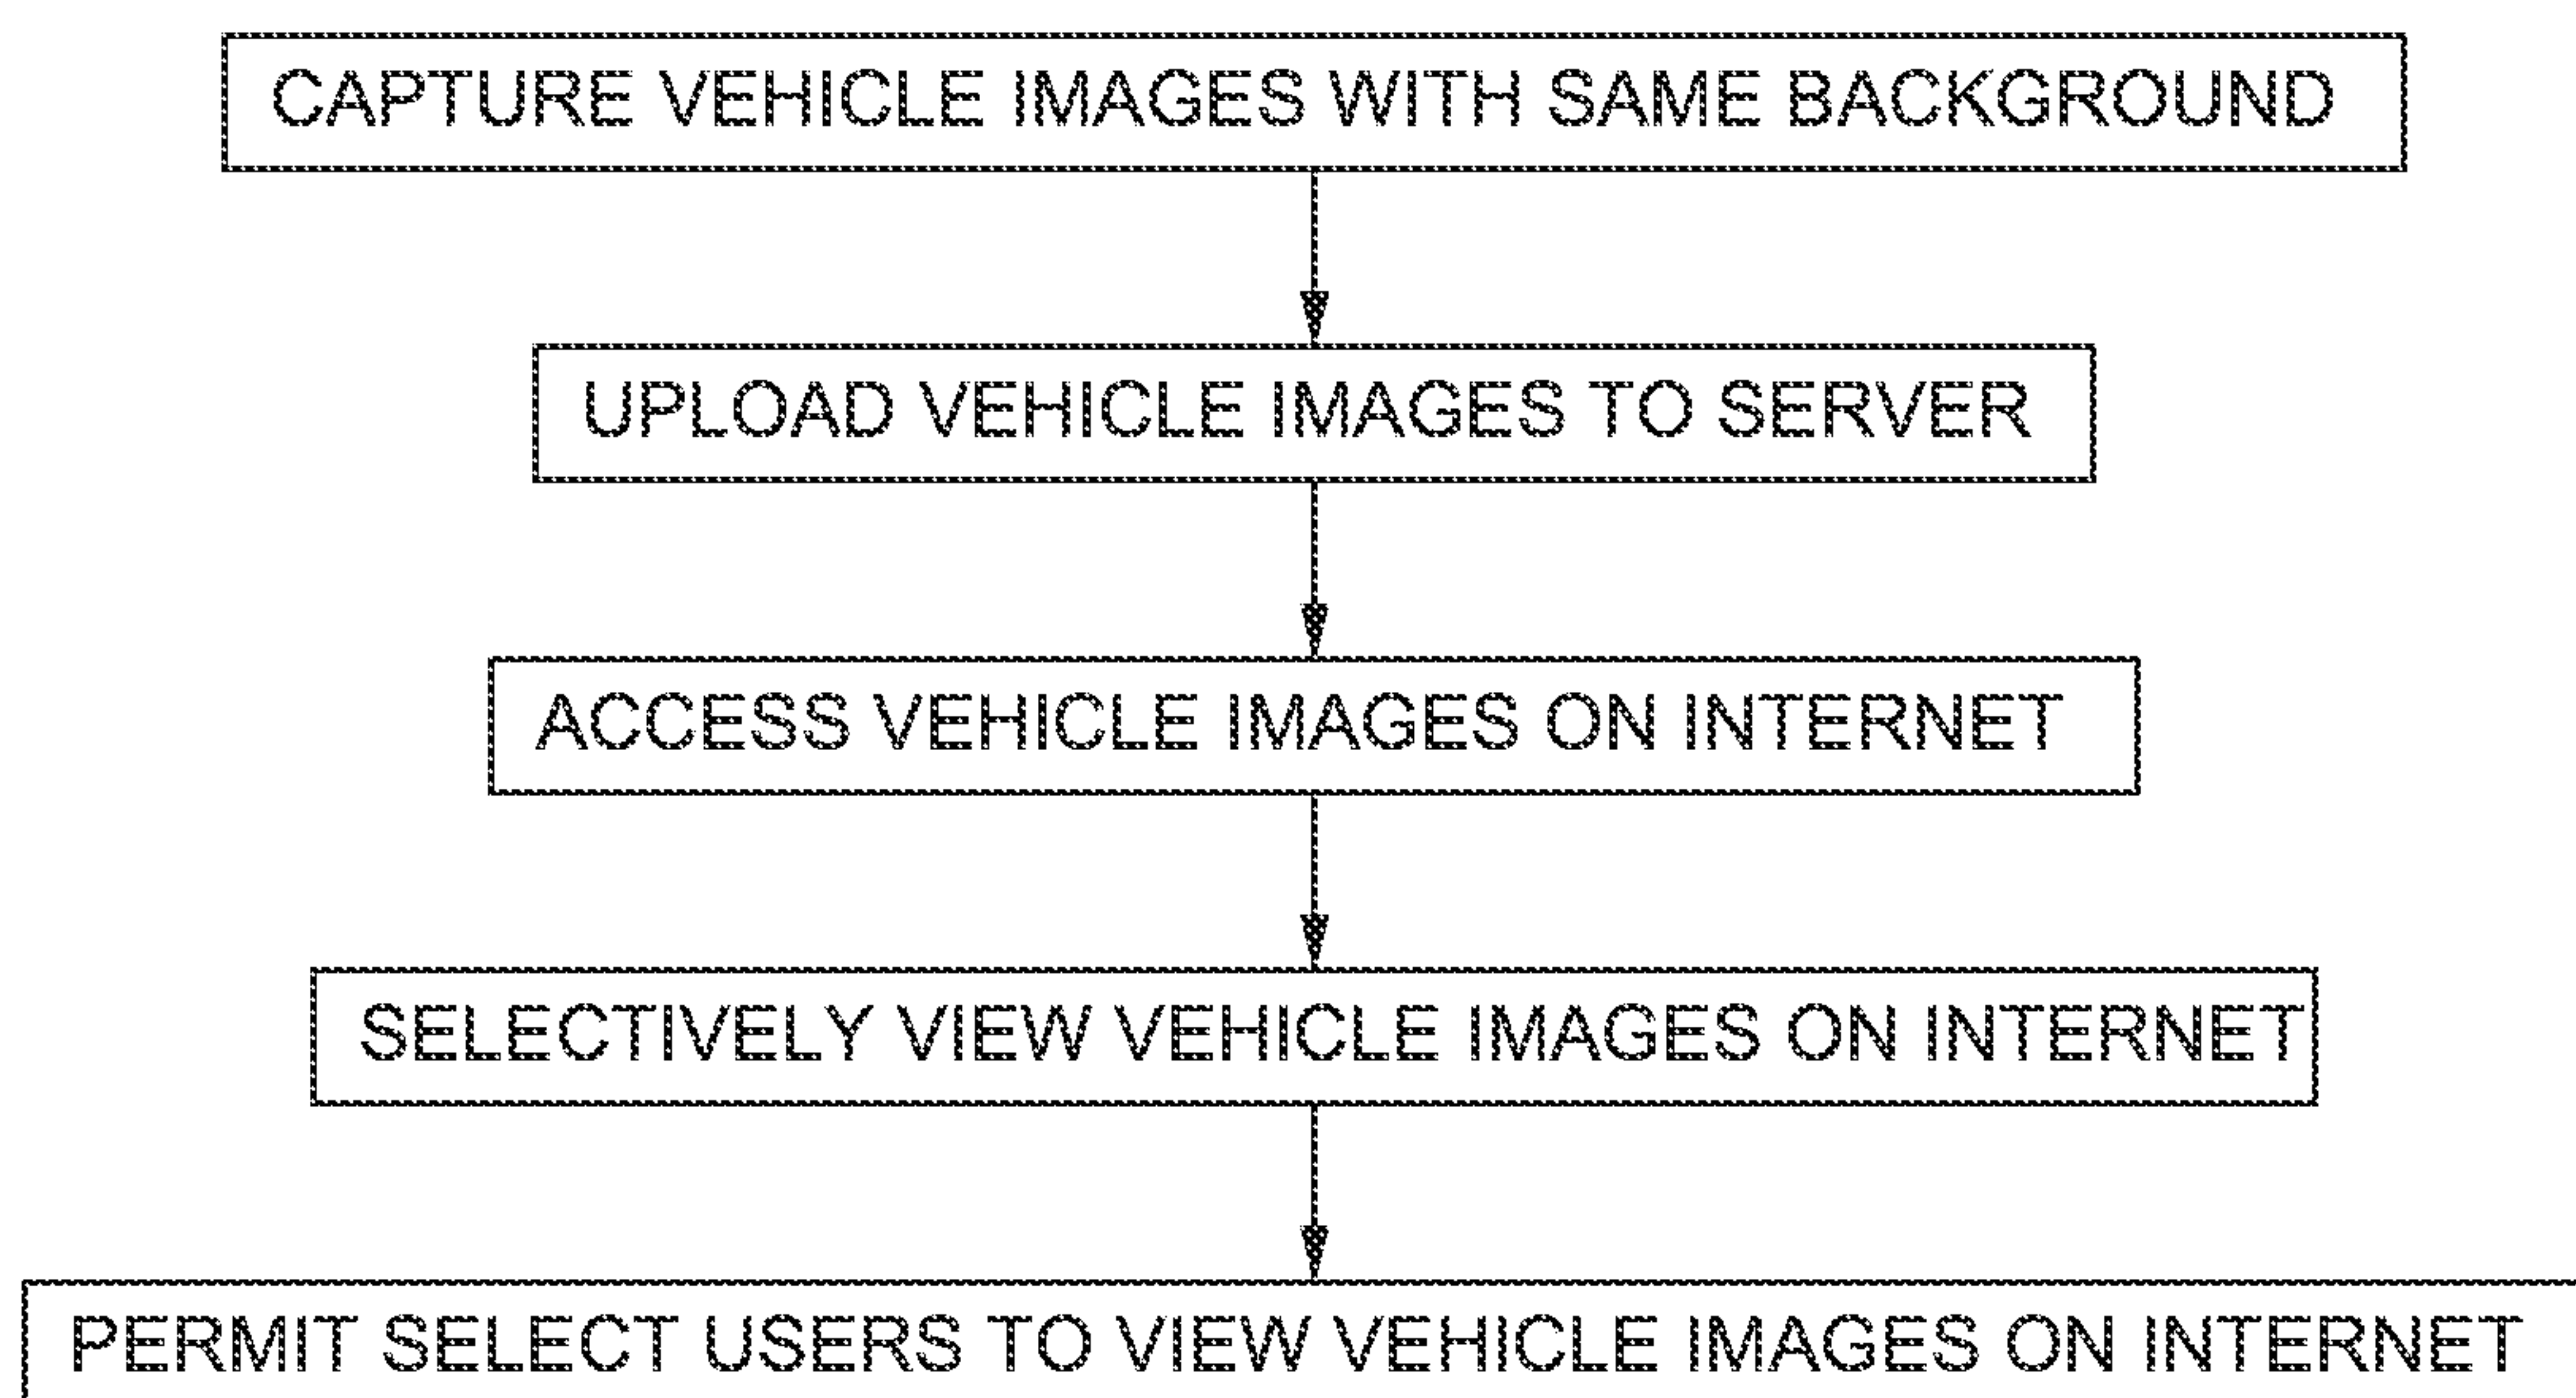 CAPTURE VEHICLE IMAGES WITH SAME BACKGROUND
UPLOAD VEHICLE IMAGES TO SERVER
ACCESS VEHICLE IMAGES ON INTERNET
SELECTIVELY VIEW VEHICLE IMAGES ON INTERNET
PERMIT SELECT USERS TO VIEW VEHICLE IMAGES ON INTERNET